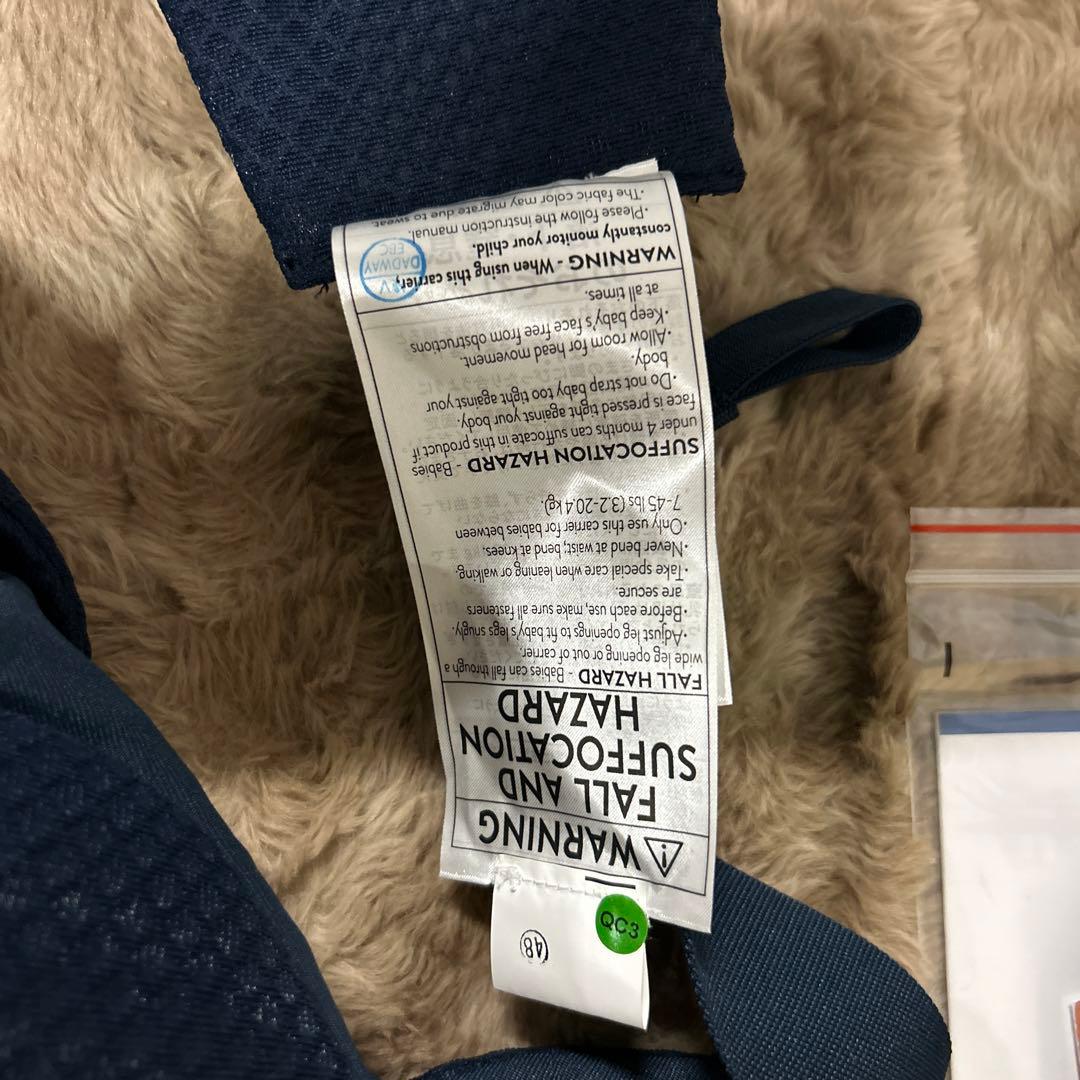 WARNING
FALL AND
SUFFOCATION
HAZARD
FALL HAZARD - Babies can fall through a
wide leg opening or out of carrier.
•Adjust leg openings to fit baby's legs snugly.
•Before each use, make sure all fasteners
are secure.
•Take special care when leaning or walking.
•Never bend at waist; bend at knees.
•Only use this carrier for babies between
7-45 lbs (3.2-20.4 kg).
SUFFOCATION HAZARD - Babies
under 4 months can suffocate in this product if
face is pressed tight against your body.
•Do not strap baby too tight against your
body.
•Allow room for head movement.
•Keep baby's face free from obstructions
at all times.
WARNING - When using this carrier,
constantly monitor your child.
•Please follow the instruction manual.
•The fabric color may migrate due to sweat.
DADWAY
EBC
QC3
(48)